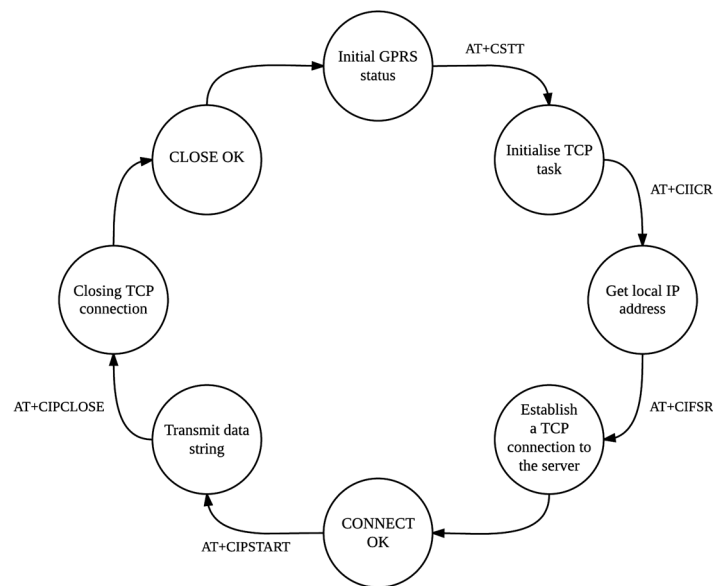 Initial GPRS
status
AT+CSTT
Initialise TCP
task
AT+CIICR
Get local IP
address
AT+CIFSR
Establish
a TCP
connection to
the server
CONNECT
OK
AT+CIPSTART
Transmit data
string
AT+CIPCLOSE
Closing TCP
connection
CLOSE OK